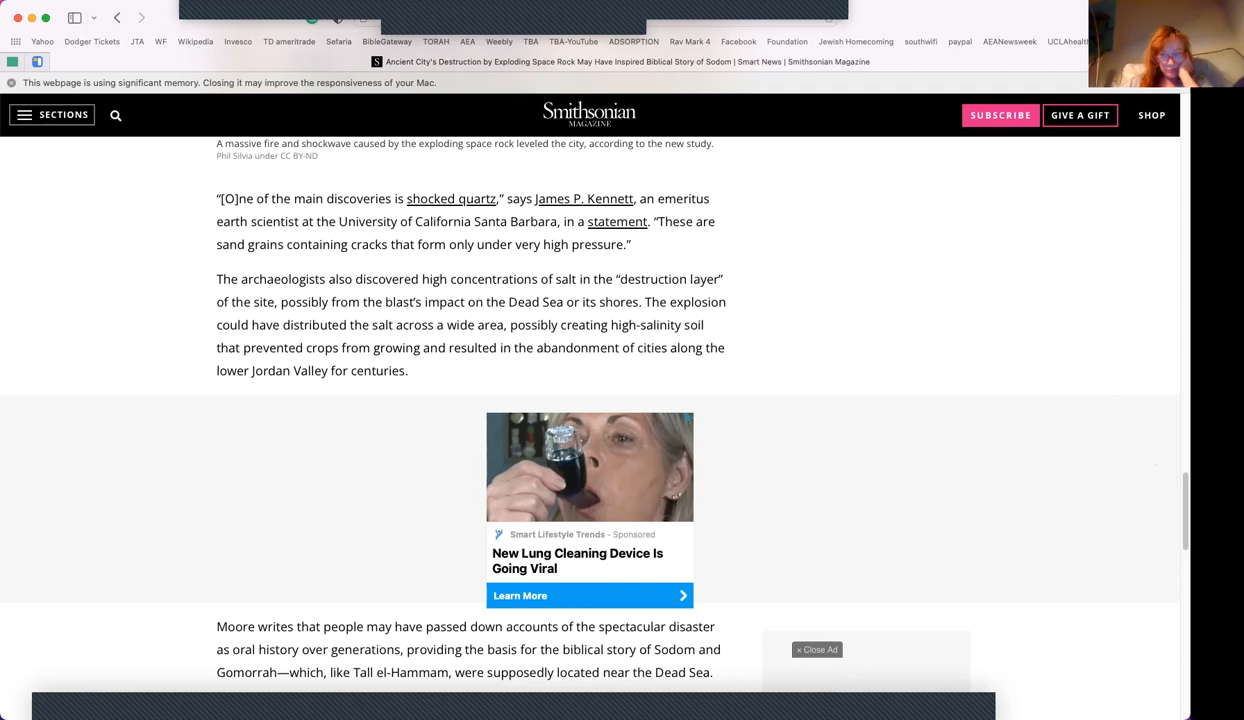 Yahoo Dodger Tickets JTA WF Wikipedia Invesco TD ameritrade Sefaria BibleGateway TORAH AEA Weebly TBA TBA-YouTube ADSORPTION Rav Mark 4 Facebook Foundation Jewish Homecoming southwifi paypal AEANewsweek UCLAhealth
S Ancient City's Destruction by Exploding Space Rock May Have Inspired Biblical Story of Sodom | Smart News | Smithsonian Magazine
This webpage is using significant memory. Closing it may improve the responsiveness of your Mac.
SECTIONS
Smithsonian
MAGAZINE
SUBSCRIBE GIVE A GIFT SHOP
A massive fire and shockwave caused by the exploding space rock leveled the city, according to the new study.
Phil Silvia under CC BY-ND
“[O]ne of the main discoveries is shocked quartz,” says James P. Kennett, an emeritus
earth scientist at the University of California Santa Barbara, in a statement. “These are
sand grains containing cracks that form only under very high pressure.”
The archaeologists also discovered high concentrations of salt in the “destruction layer”
of the site, possibly from the blast’s impact on the Dead Sea or its shores. The explosion
could have distributed the salt across a wide area, possibly creating high-salinity soil
that prevented crops from growing and resulted in the abandonment of cities along the
lower Jordan Valley for centuries.
Smart Lifestyle Trends - Sponsored
New Lung Cleaning Device Is
Going Viral
Learn More
Moore writes that people may have passed down accounts of the spectacular disaster
as oral history over generations, providing the basis for the biblical story of Sodom and
Gomorrah—which, like Tall el-Hammam, were supposedly located near the Dead Sea.
× Close Ad